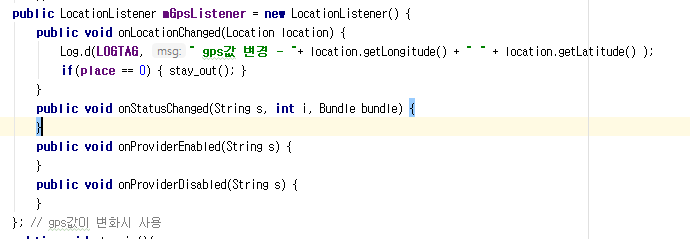 public LocationListener mGpsListener = new LocationListener() {
public void onLocationChanged(Location location) {
Log.d(LOGTAG, msg: " gps값 변경 - "+ location.getLongitude() + " " + location.getLatitude() );
if(place == 0) { stay_out(); }
}
public void onStatusChanged(String s, int i, Bundle bundle) {
}
public void onProviderEnabled(String s) {
}
public void onProviderDisabled(String s) {
}
}; // gps값이 변화시 사용